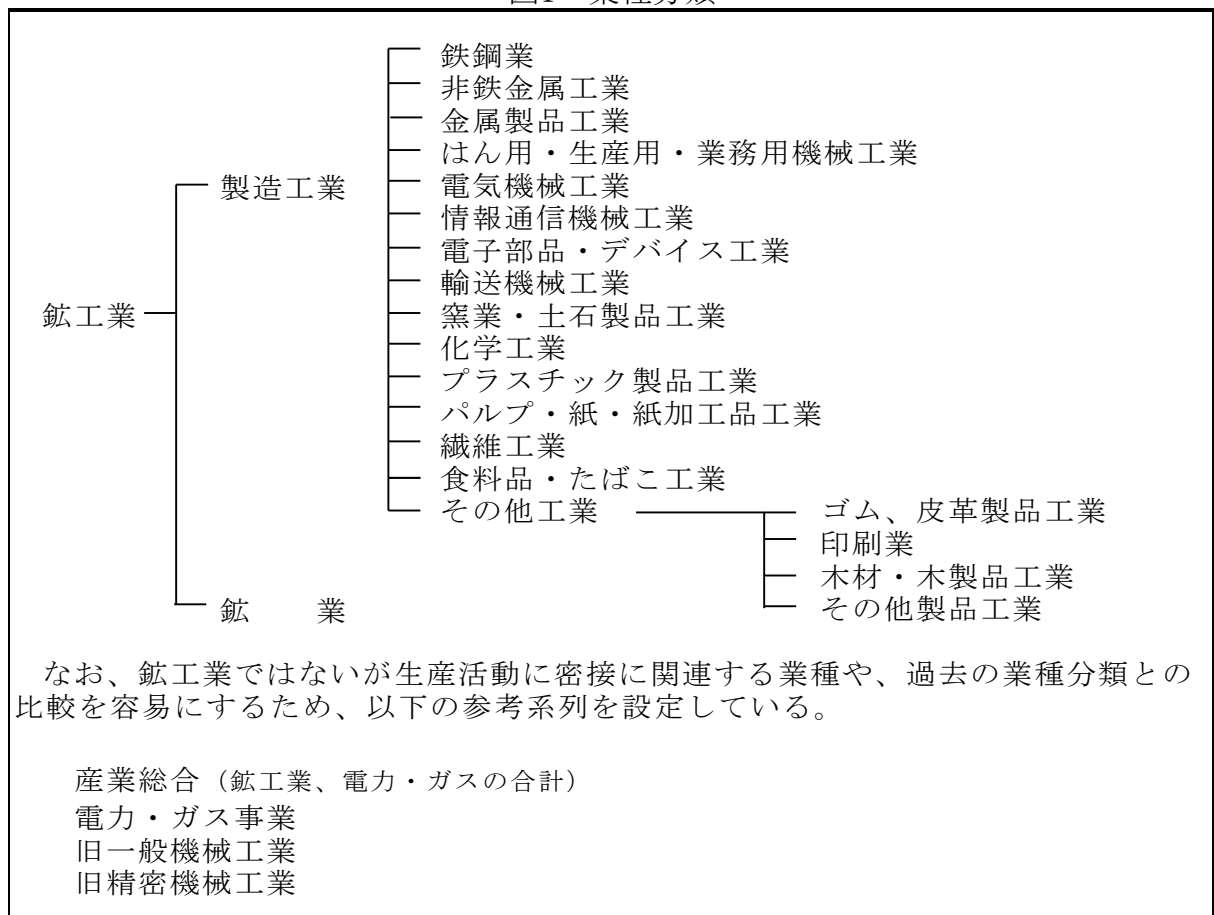 鉄鋼業
非鉄金属工業
金属製品工業
はん用・生産用・業務用機械工業
製造工業
電気機械工業
情報通信機械工業
電子部品・デバイス工業
輸送機械工業
鉱工業
窯業・土石製品工業
化学工業
プラスチック製品工業
パルプ・紙・紙加工品工業
繊維工業
食料品・たばこ工業
その他工業
ゴム、皮革製品工業
印刷業
木材・木製品工業
その他製品工業
鉱　　業
なお、鉱工業ではないが生産活動に密接に関連する業種や、過去の業種分類との
比較を容易にするため、以下の参考系列を設定している。
産業総合（鉱工業、電力・ガスの合計）
電力・ガス事業
旧一般機械工業
旧精密機械工業